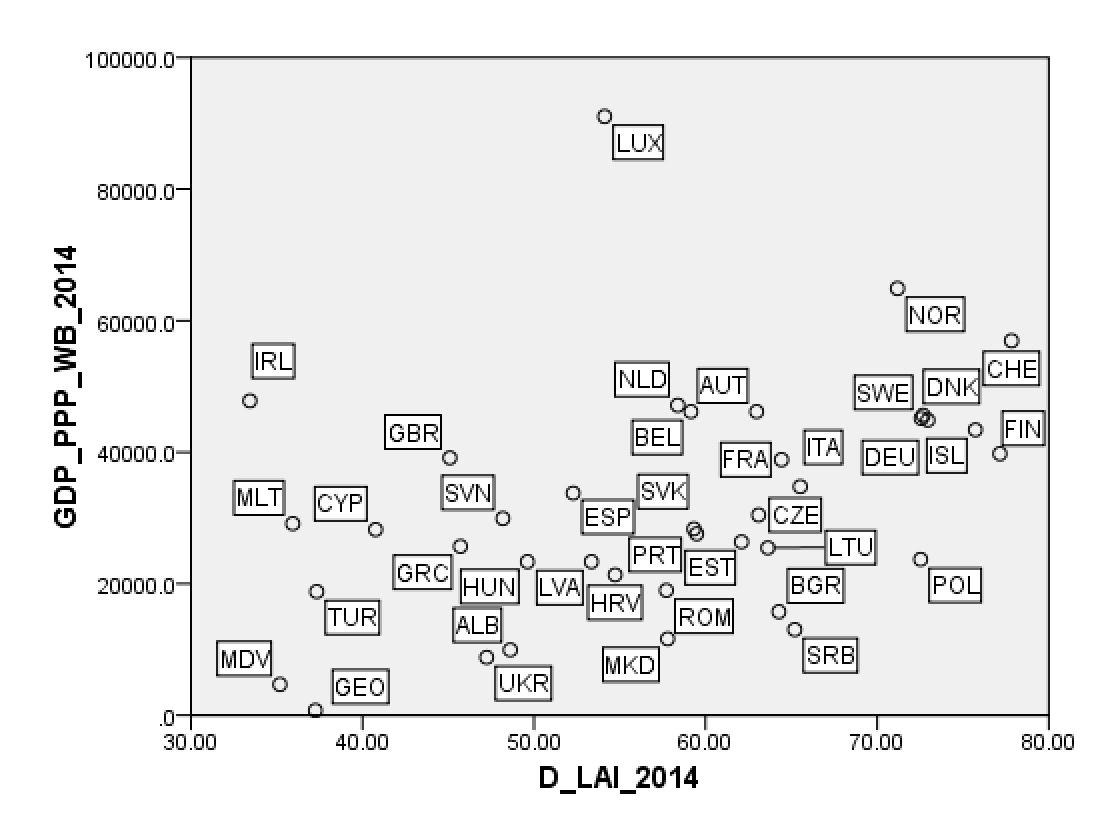 100000.0
LUX
80000.0
NOR
60000.0
IRL
CHE
NLD
AUT
SWE
DNK
GBR
BEL
FIN
ITA
40000.0
FRA
DEU
ISL
MLT
CYP
SVN
SVK
ESP
CZE
PRT
LTU
GRC
EST
20000.0
HUN
LVA
BGR
POL
HRV
TUR
ALB
ROM
MDV
MKD
SRB
GEO
UKR
.0
30.00 40.00 50.00 60.00 70.00 80.00
D_LAI_2014
GDP_PPP_WB_2014